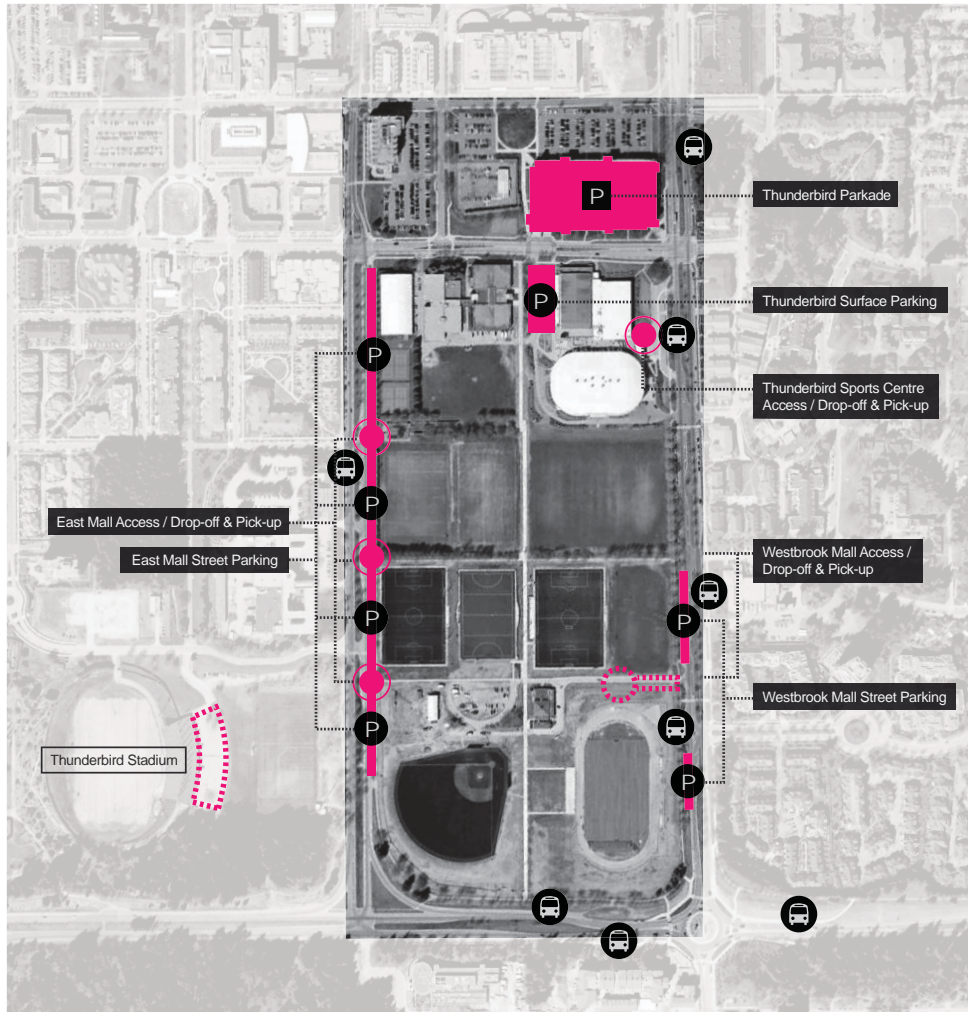 P
Thunderbird Parkade
P
Thunderbird Surface Parking
P
Thunderbird Sports Centre
Access / Drop-off & Pick-up
P
East Mall Access / Drop-off & Pick-up
East Mall Street Parking
Westbrook Mall Access /
Drop-off & Pick-up
P
P
Westbrook Mall Street Parking
P
Thunderbird Stadium
P